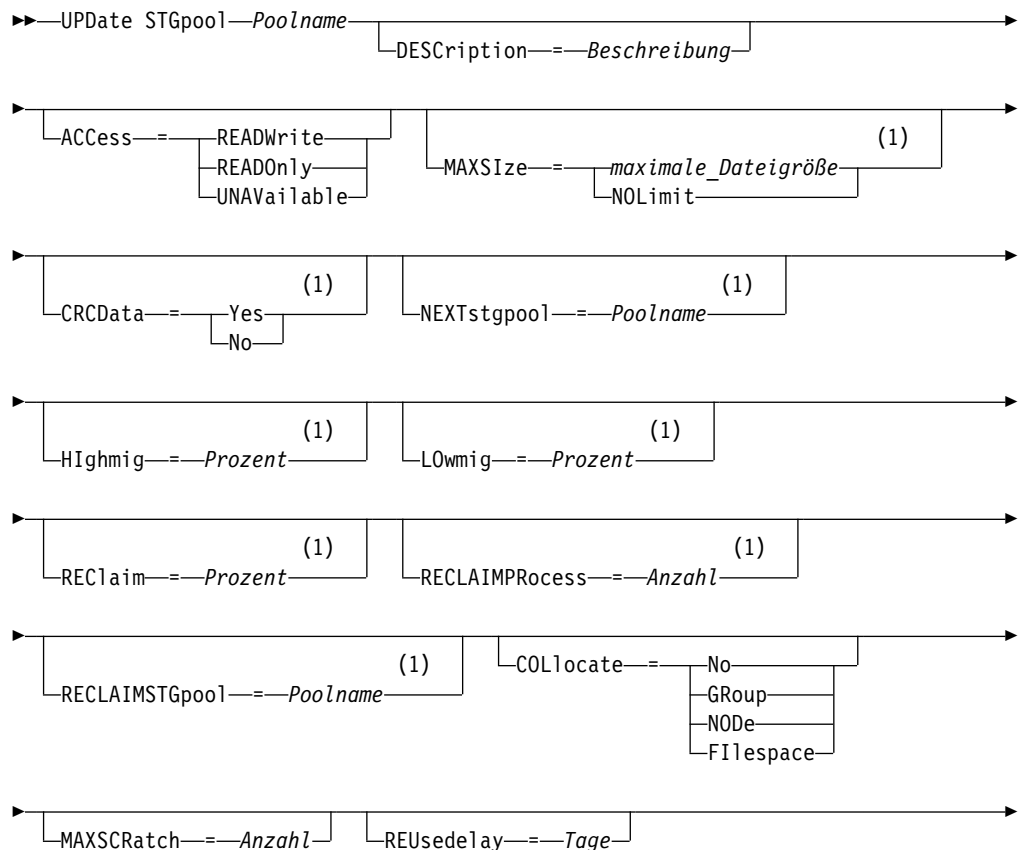 UPDate STGpool Poolname
DESCription = Beschreibung
ACCess = READWrite
READOnly
UNAVailable
MAXSIze = maximale_Dateigröße
NOLimit
(1)
CRCData = Yes
No
(1)
NEXTstgpool = Poolname
(1)
HIghmig = Prozent
(1)
LOwmig = Prozent
(1)
REClaim = Prozent
(1)
RECLAIMPRocess = Anzahl
(1)
RECLAIMSTGpool = Poolname
(1)
COLlocate = No
GRoup
NODe
FIlespace
MAXSCRatch = Anzahl
REUsedelay = Tage